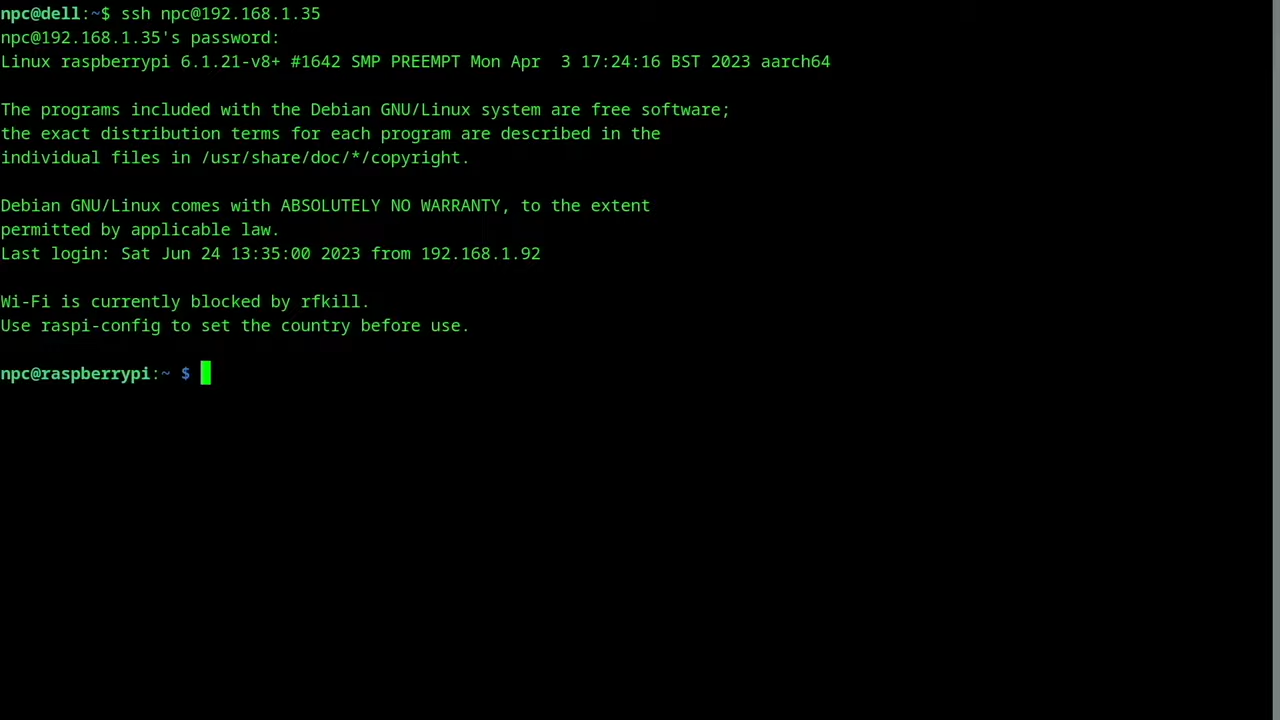 npc@dell:~$ ssh npc@192.168.1.35
npc@192.168.1.35's password:
Linux raspberrypi 6.1.21-v8+ #1642 SMP PREEMPT Mon Apr  3 17:24:16 BST 2023 aarch64
The programs included with the Debian GNU/Linux system are free software;
the exact distribution terms for each program are described in the
individual files in /usr/share/doc/*/copyright.
Debian GNU/Linux comes with ABSOLUTELY NO WARRANTY, to the extent
permitted by applicable law.
Last login: Sat Jun 24 13:35:00 2023 from 192.168.1.92
Wi-Fi is currently blocked by rfkill.
Use raspi-config to set the country before use.
npc@raspberrypi:~ $